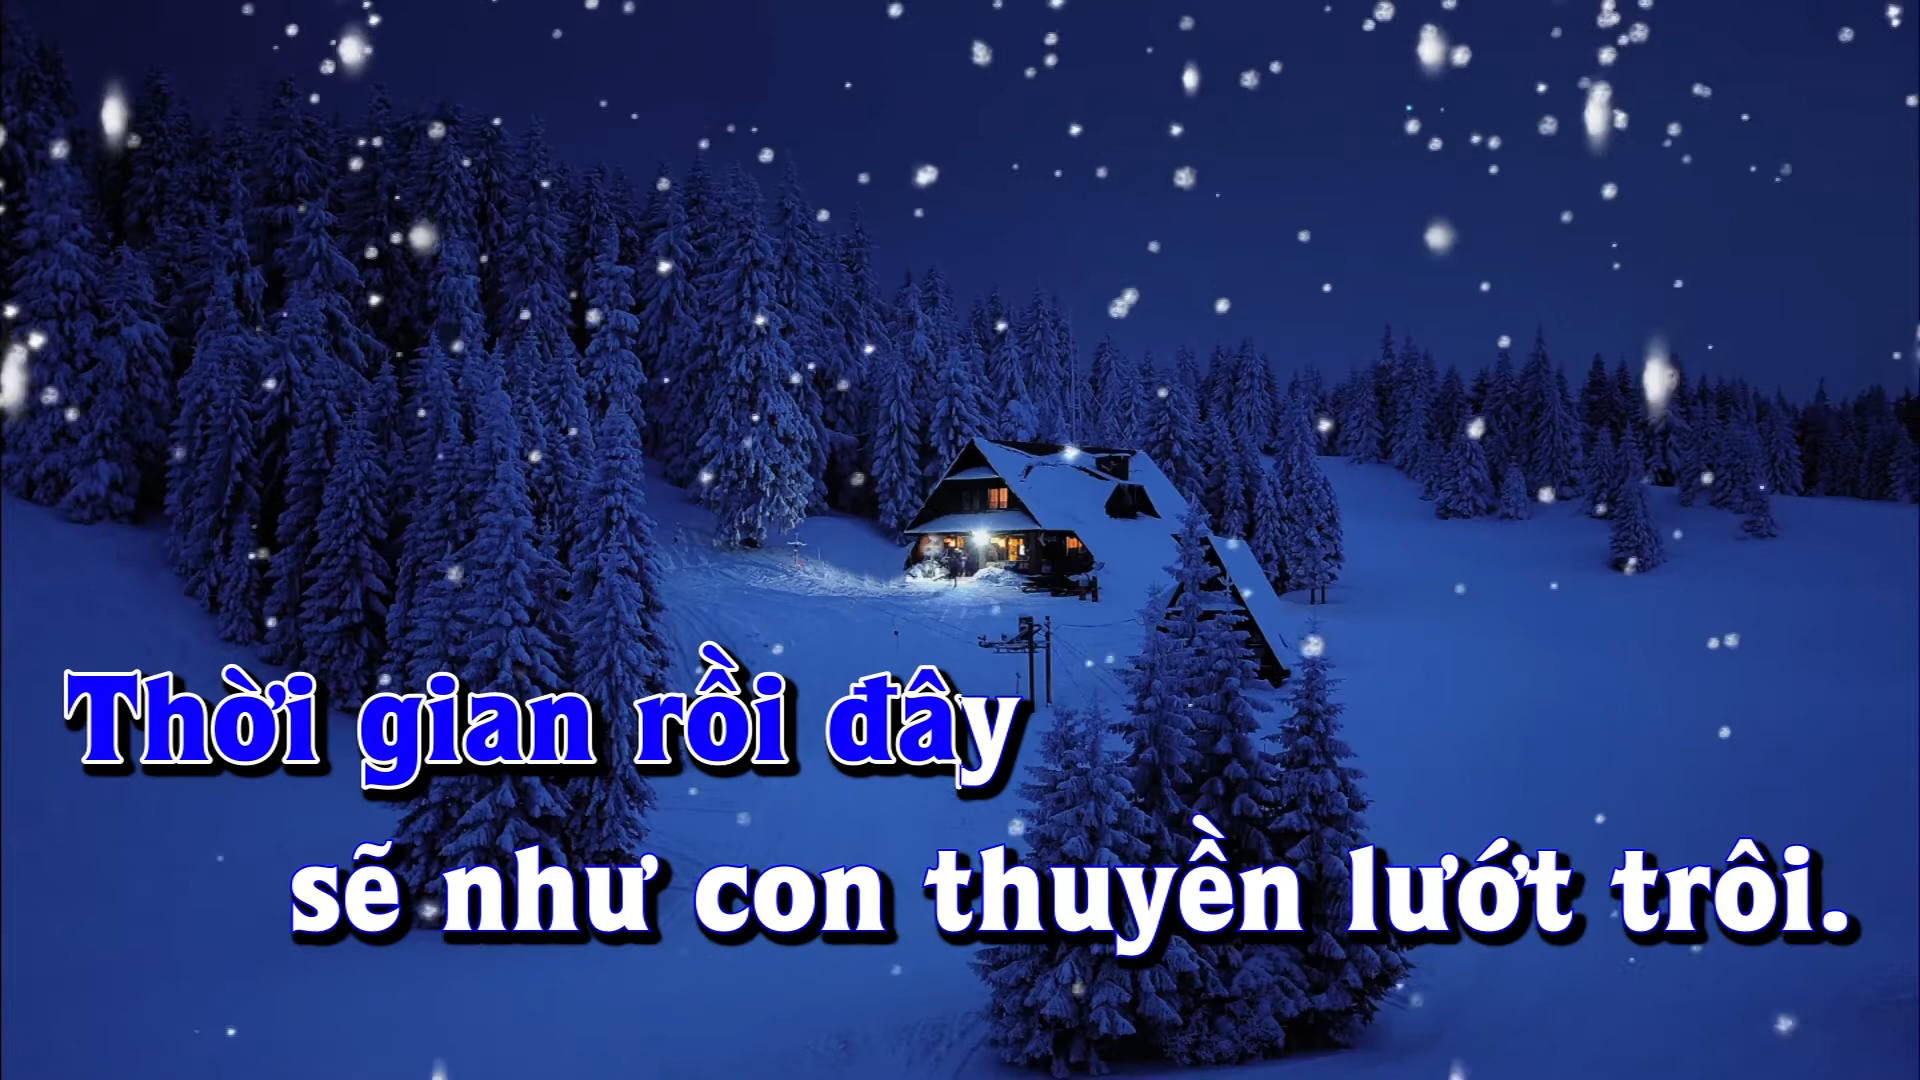 Thời gian rồi đây
sẽ như con thuyền lướt trôi.